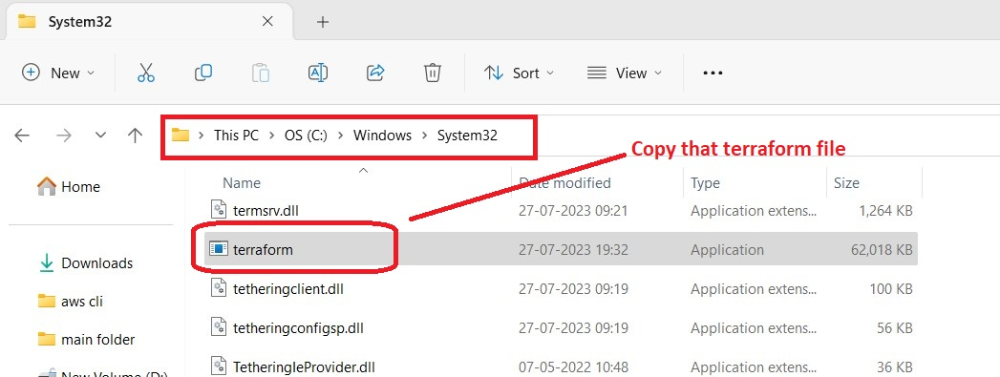 System32
New
Sort
View
This PC > OS (C:) > Windows > System32
Copy that terraform file
Home
Downloads
aws cli
main folder
New Volume (D:)
Name Date modified Type Size
termsrv.dll 27-07-2023 09:21 Application extens... 1,264 KB
terraform 27-07-2023 19:32 Application 62,018 KB
tetheringclient.dll 27-07-2023 09:19 Application extens... 100 KB
tetheringconfigsp.dll 27-07-2023 09:19 Application extens... 56 KB
TetheringIeProvider.dll 07-05-2022 10:48 Application extens... 36 KB